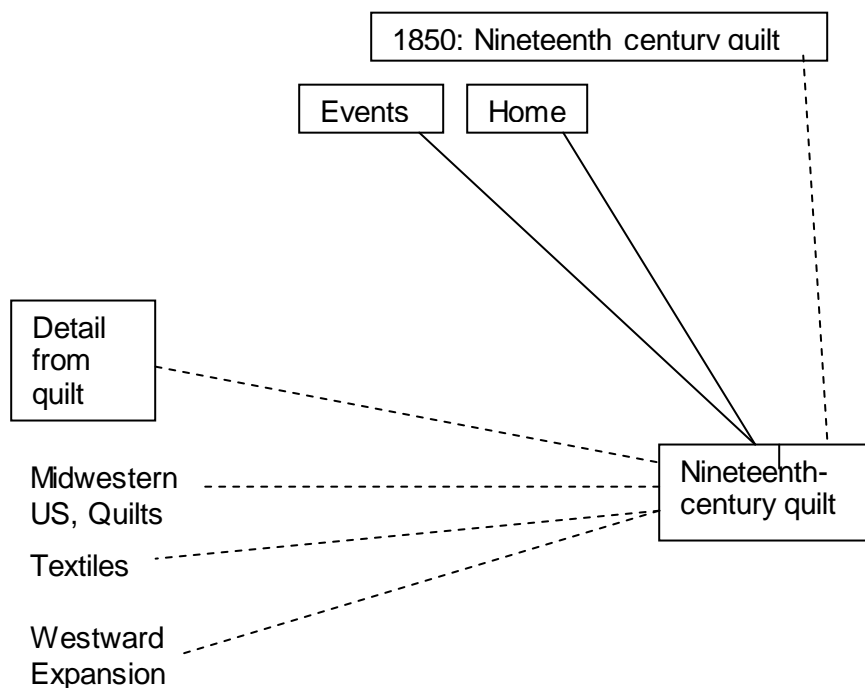 1850: Nineteenth century quilt
Events
Home
Detail
from
quilt
Midwestern
US, Quilts
Textiles
Westward
Expansion
Nineteenth-
century quilt